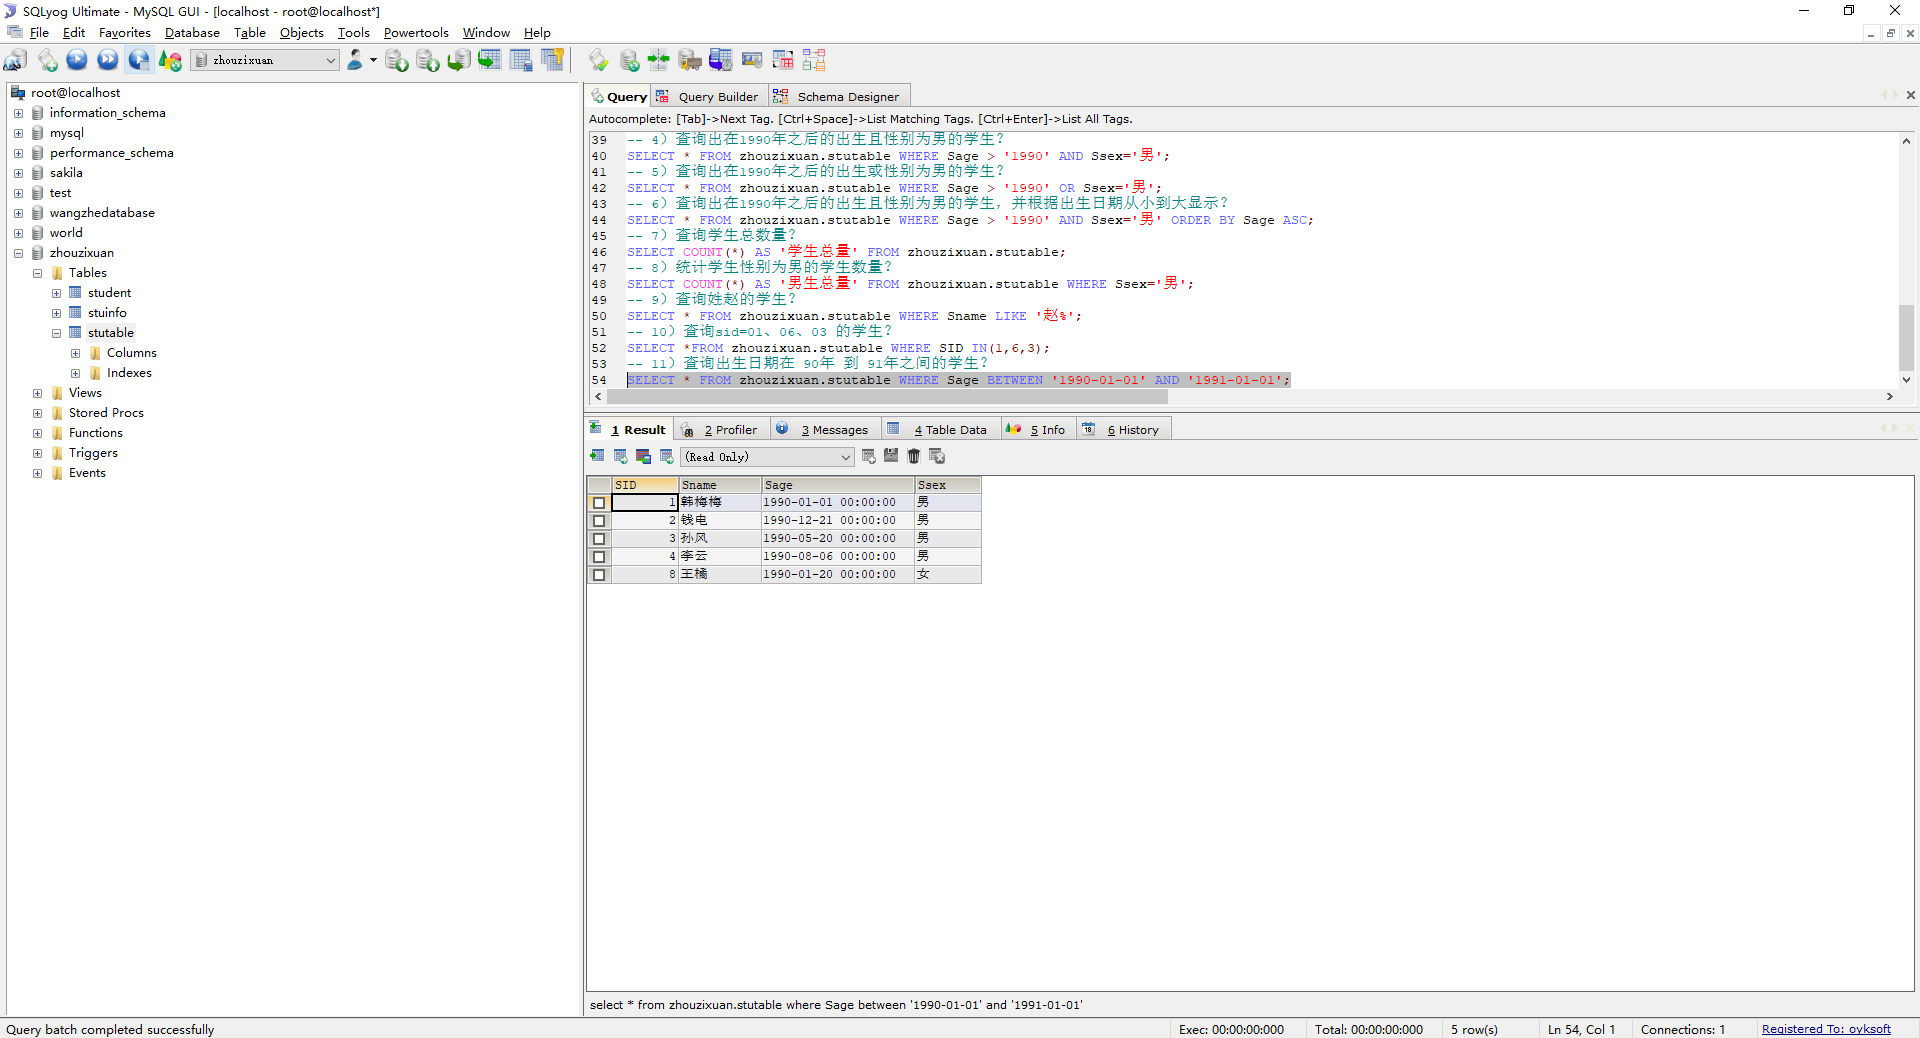 SQLyog Ultimate - MySQL GUI - [localhost - root@localhost*]
File Edit Favorites Database Table Objects Tools Powertools Window Help
zhouzixuan
root@localhost
information_schema
mysql
performance_schema
sakila
test
wangzhedatabase
world
zhouzixuan
Tables
student
stuinfo
stutable
Columns
Indexes
Views
Stored Procs
Functions
Triggers
Events
Query Query Builder Schema Designer
Autocomplete: [Tab]->Next Tag. [Ctrl+Space]->List Matching Tags. [Ctrl+Enter]->List All Tags.
39 -- 4）查询出在1990年之后的出生且性别为男的学生?
40 SELECT * FROM zhouzixuan.stutable WHERE Sage > '1990' AND Ssex='男';
41 -- 5）查询出在1990年之后的出生或性别为男的学生?
42 SELECT * FROM zhouzixuan.stutable WHERE Sage > '1990' OR Ssex='男';
43 -- 6）查询出在1990年之后的出生且性别为男的学生，并根据出生日期从小到大显示?
44 SELECT * FROM zhouzixuan.stutable WHERE Sage > '1990' AND Ssex='男' ORDER BY Sage ASC;
45 -- 7）查询学生总数量?
46 SELECT COUNT(*) AS '学生总量' FROM zhouzixuan.stutable;
47 -- 8）统计学生性别为男的学生数量?
48 SELECT COUNT(*) AS '男生总量' FROM zhouzixuan.stutable WHERE Ssex='男';
49 -- 9）查询姓赵的学生?
50 SELECT * FROM zhouzixuan.stutable WHERE Sname LIKE '赵%';
51 -- 10）查询sid=01、06、03 的学生?
52 SELECT *FROM zhouzixuan.stutable WHERE SID IN(1,6,3);
53 -- 11）查询出生日期在 90年 到 91年之间的学生?
54 SELECT * FROM zhouzixuan.stutable WHERE Sage BETWEEN '1990-01-01' AND '1991-01-01';
1 Result 2 Profiler 3 Messages 4 Table Data 5 Info 18 6 History
(Read Only)
SID Sname Sage Ssex
1 韩梅梅 1990-01-01 00:00:00 男
2 钱电 1990-12-21 00:00:00 男
3 孙风 1990-05-20 00:00:00 男
4 李云 1990-08-06 00:00:00 男
8 王橘 1990-01-20 00:00:00 女
select * from zhouzixuan.stutable where Sage between '1990-01-01' and '1991-01-01'
Query batch completed successfully Exec: 00:00:00:000 Total: 00:00:00:000 5 row(s) Ln 54, Col 1 Connections: 1 Registered To: ovksoft